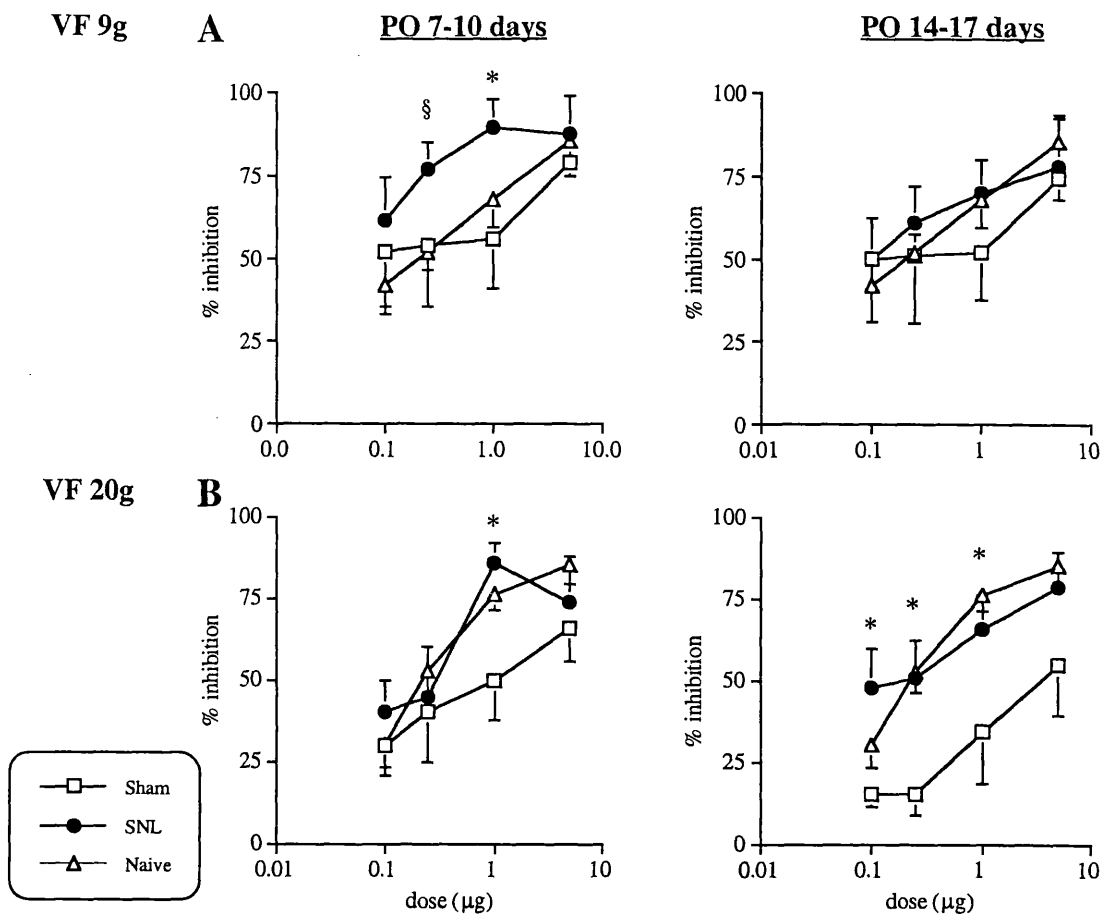 VF 9g
A
PO 7-10 days
PO 14-17 days
% inhibition
100
75
50
25
0
§
*
0.0
0.1
1.0
10.0
% inhibition
100
75
50
25
0
0.01
0.1
1
10
VF 20g
B
% inhibition
100
75
50
25
0
*
0.01
0.1
1
10
dose (µg)
% inhibition
100
75
50
25
0
*
*
*
0.01
0.1
1
10
dose (µg)
Sham
SNL
Naive